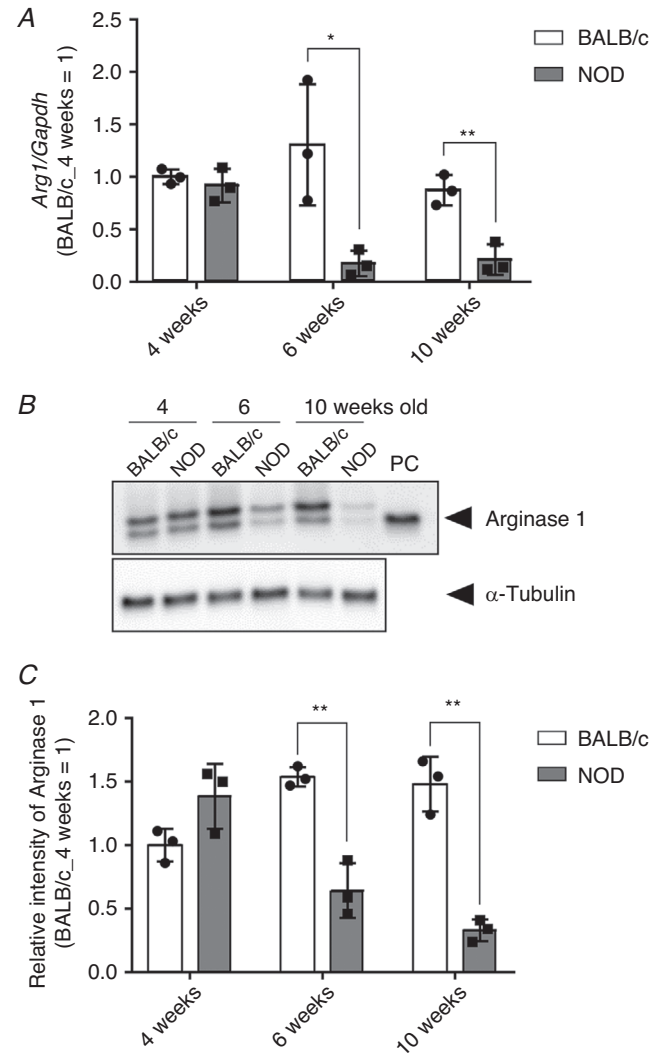 A
Arg1/Gapdh
(BALB/c_4 weeks = 1)
2.5
2.0
1.5
1.0
0.5
0.0
*
**
BALB/c
NOD
4 weeks
6 weeks
10 weeks
B
4 6 10 weeks old
BALB/c NOD BALB/c NOD BALB/c NOD PC
Arginase 1
α-Tubulin
C
Relative intensity of Arginase 1
(BALB/c_4 weeks = 1)
2.0
1.5
1.0
0.5
0.0
**
**
BALB/c
NOD
4 weeks
6 weeks
10 weeks